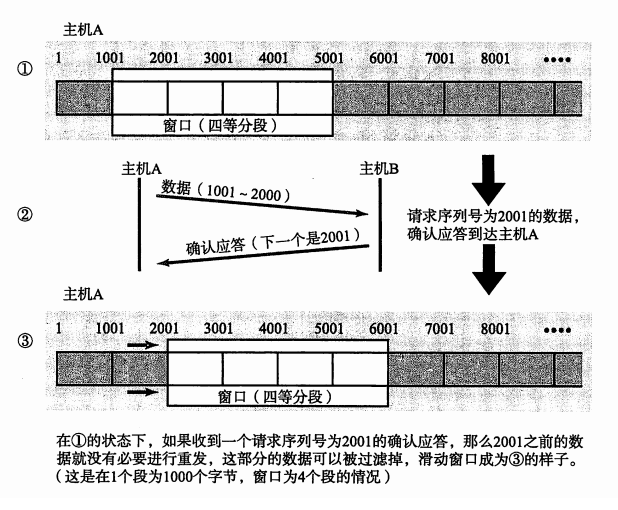 主机A
1 1001 2001 3001 4001 5001 6001 7001 8001 ••••
①
窗口（四等分段）
主机A 主机B
②
数据（1001~2000）
确认应答（下一个是2001）
请求序列号为2001的数据，
确认应答到达主机A
主机A
1 1001 2001 3001 4001 5001 6001 7001 8001 ••••
③
窗口（四等分段）
在①的状态下，如果收到一个请求序列号为2001的确认应答，那么2001之前的数
据就没有必要进行重发，这部分的数据可以被过滤掉，滑动窗口成为③的样子。
（这是在1个段为1000个字节，窗口为4个段的情况）